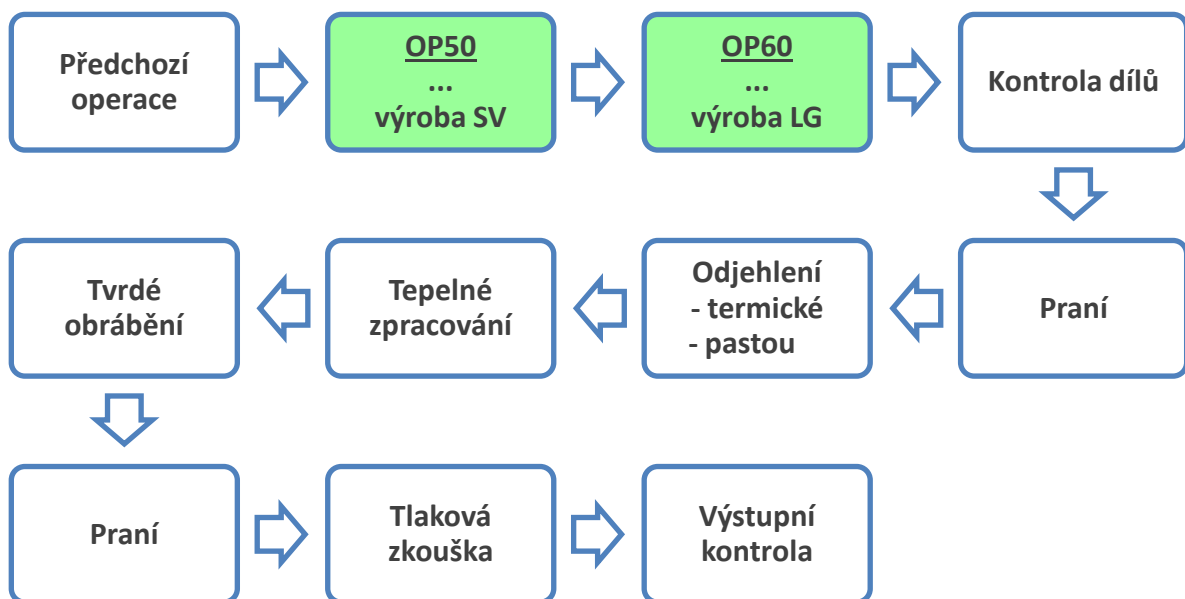 Předchozí
operace
OP50
...
výroba SV
OP60
...
výroba LG
Kontrola dílů
Praní
Odjehlení
- termické
- pastou
Tepelné
zpracování
Tvrdé
obrábění
Praní
Tlaková
zkouška
Výstupní
kontrola